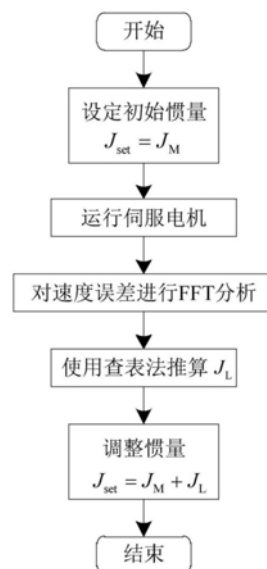 开始
设定初始惯量
J_set = J_M
运行伺服电机
对速度误差进行FFT分析
使用查表法推算 J_L
调整惯量
J_set = J_M + J_L
结束